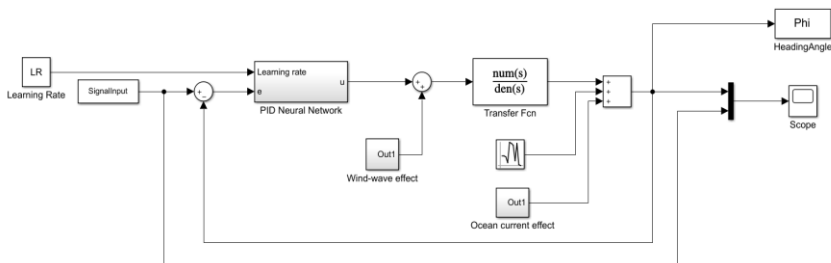 Phi
HeadingAngle
LR
Learning Rate
Learning rate
e
u
PID Neural Network
SignalInput
+
−
+
+
num(s)
den(s)
Transfer Fcn
+
+
+
Scope
Out1
Wind-wave effect
Out1
Ocean current effect